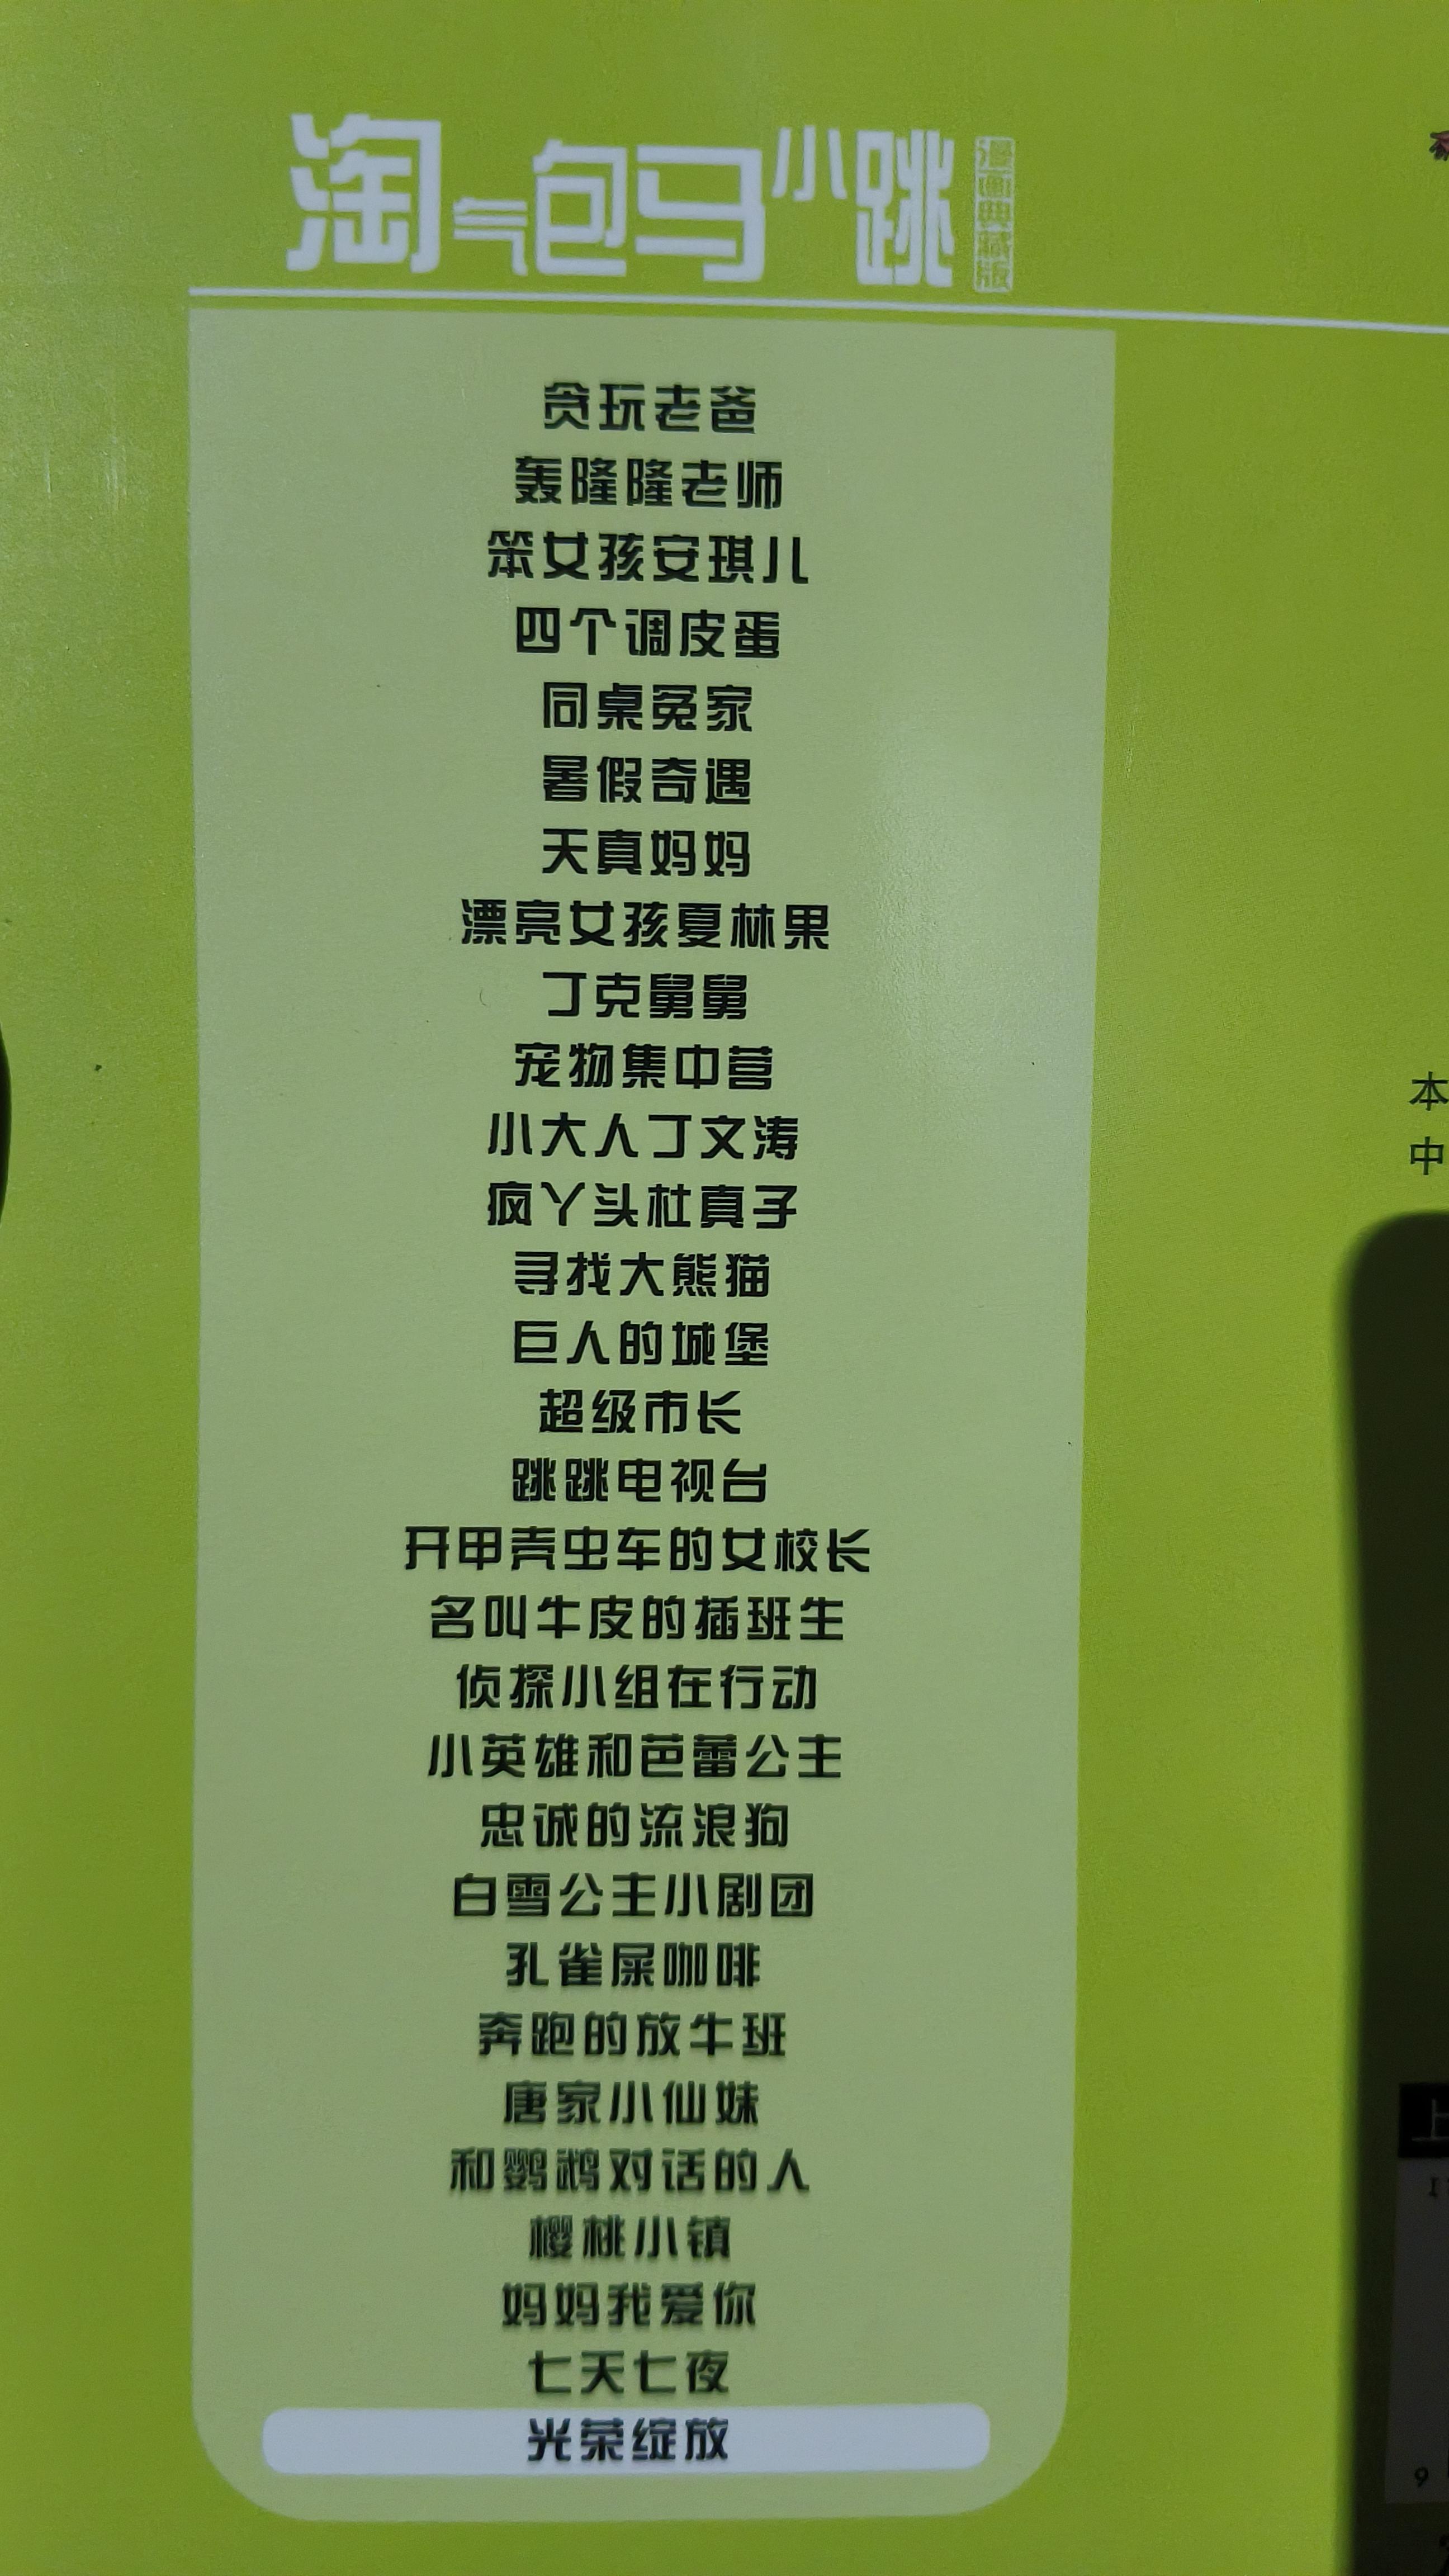 淘气包马小跳 漫画典藏版
贪玩老爸
轰隆隆老师
笨女孩安琪儿
四个调皮蛋
同桌冤家
暑假奇遇
天真妈妈
漂亮女孩夏林果
丁克舅舅
宠物集中营
小大人丁文涛
疯丫头杜真子
寻找大熊猫
巨人的城堡
超级市长
跳跳电视台
开甲壳虫车的女校长
名叫牛皮的插班生
侦探小组在行动
小英雄和芭蕾公主
忠诚的流浪狗
白雪公主小剧团
孔雀屎咖啡
奔跑的放牛班
唐家小仙妹
和鹦鹉对话的人
樱桃小镇
妈妈我爱你
七天七夜
光荣绽放
本
中
上
1
9